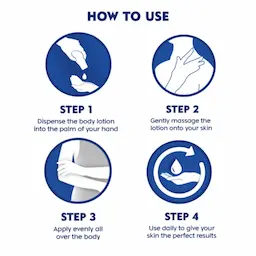 HOW TO USE
STEP 1
Dispense the body lotion
into the palm of your hand
STEP 2
Gently massage the
lotion onto your skin
STEP 3
Apply evenly all
over the body
STEP 4
Use daily to give your
skin the perfect results